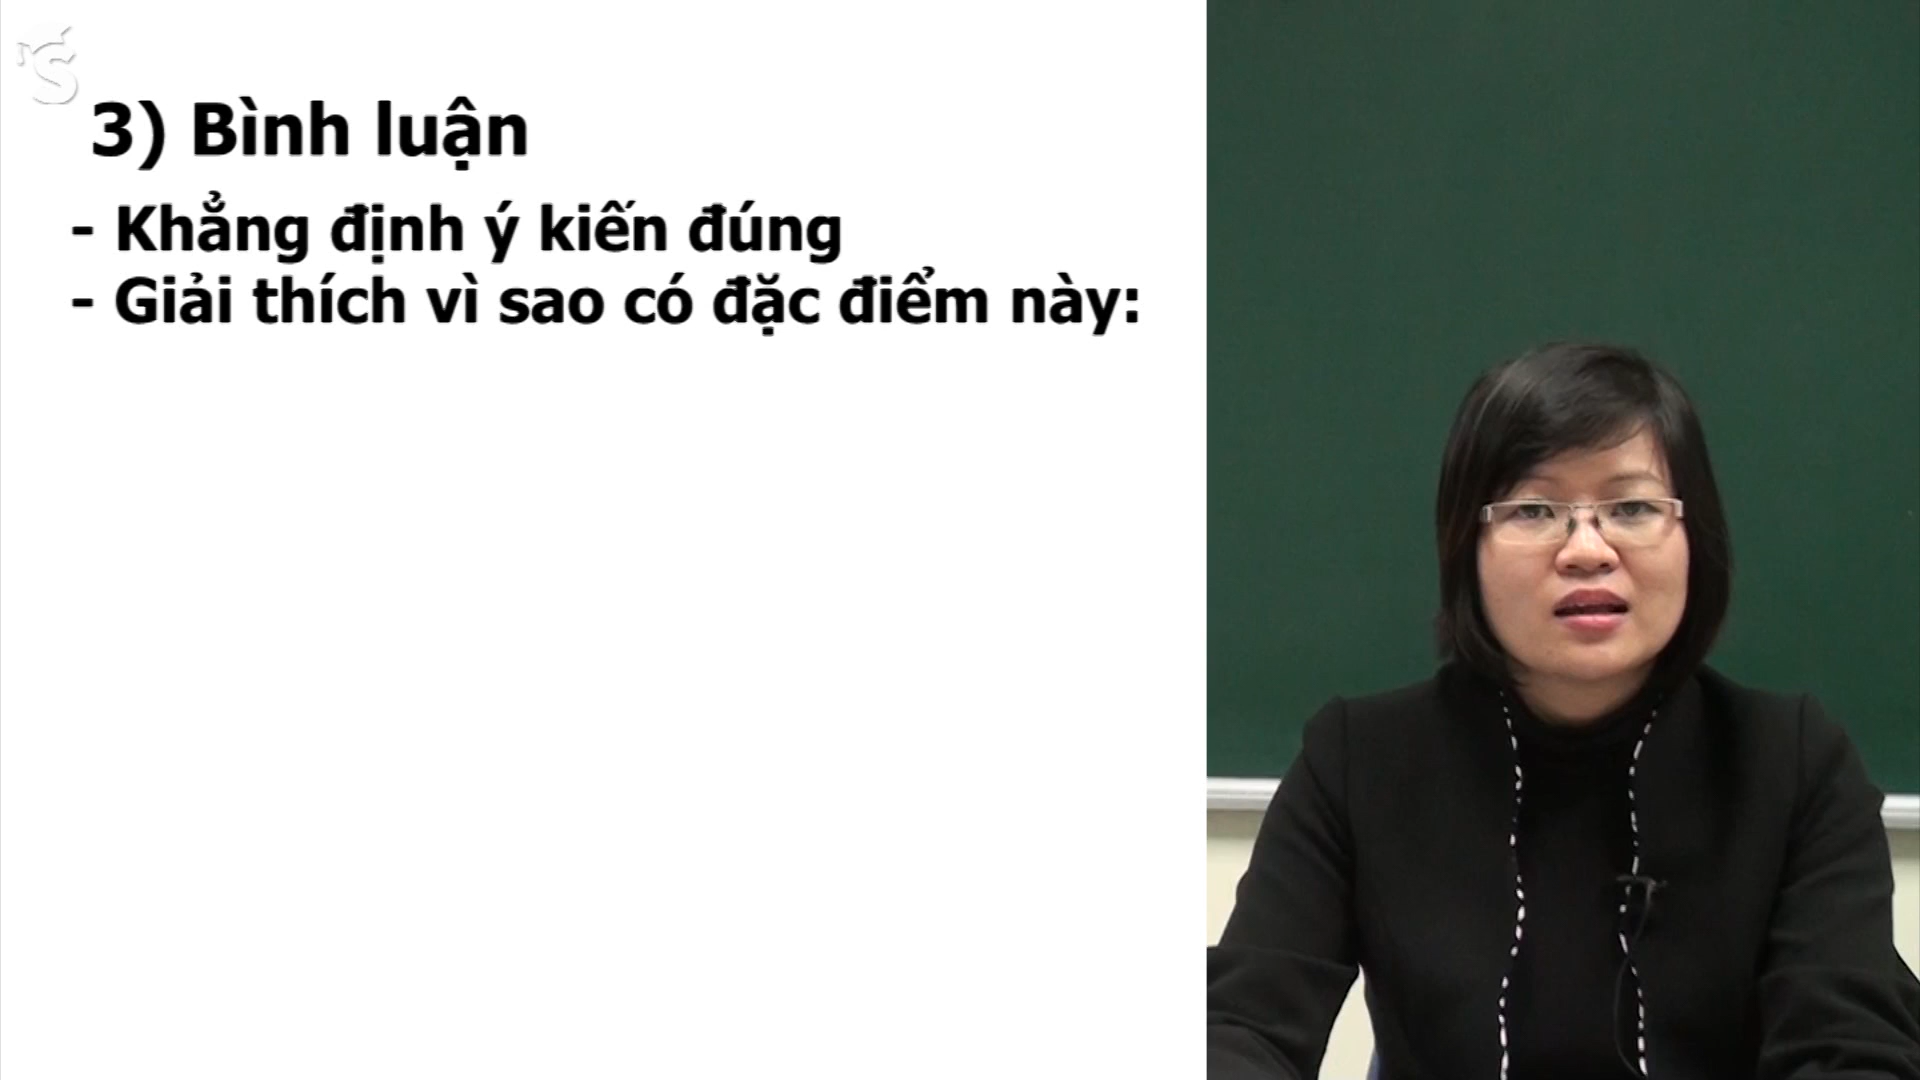 3) Bình luận
- Khẳng định ý kiến đúng
- Giải thích vì sao có đặc điểm này: